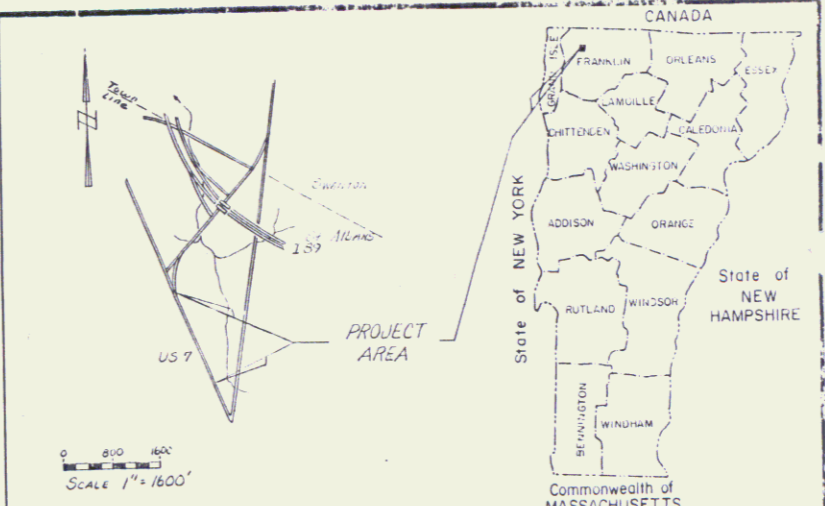 CANADA
GRAND ISLE
FRANKLIN
ORLEANS
ESSEX
LAMOILLE
CHITTENDEN
CALEDONIA
WASHINGTON
ADDISON
ORANGE
State of NEW YORK
RUTLAND
WINDSOR
State of
NEW
HAMPSHIRE
BENNINGTON
WINDHAM
Commonwealth of
MASSACHUSETTS
TOWN
LINE
N
Swanton
St. Albans
I 89
US 7
PROJECT
AREA
0 800 1600
SCALE 1"=1600'